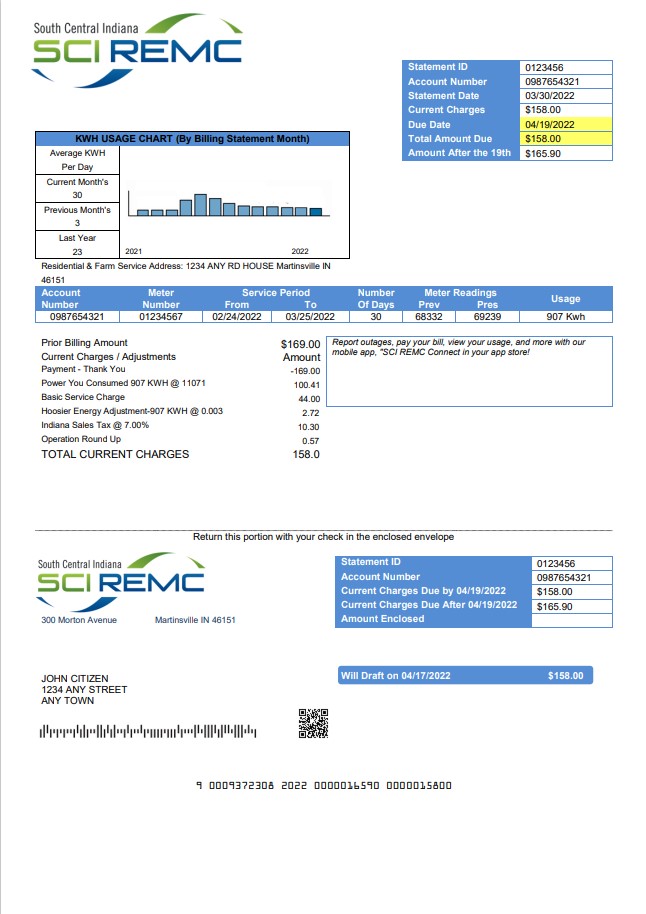 South Central Indiana
SCI REMC
Statement ID 0123456
Account Number 0987654321
Statement Date 03/30/2022
Current Charges $158.00
Due Date 04/19/2022
Total Amount Due $158.00
Amount After the 19th $165.90
KWH USAGE CHART (By Billing Statement Month)
Average KWH
Per Day
Current Month's
30
Previous Month's
3
Last Year
23
2021 2022
Residential & Farm Service Address: 1234 ANY RD HOUSE Martinsville IN
46151
Account Meter Service Period Number Meter Readings
Number Number From To Of Days Prev Pres Usage
0987654321 01234567 02/24/2022 03/25/2022 30 68332 69239 907 Kwh
Prior Billing Amount $169.00
Current Charges / Adjustments Amount
Payment - Thank You -169.00
Power You Consumed 907 KWH @ 11071 100.41
Basic Service Charge 44.00
Hoosier Energy Adjustment-907 KWH @ 0.003 2.72
Indiana Sales Tax @ 7.00% 10.30
Operation Round Up 0.57
TOTAL CURRENT CHARGES 158.0
Report outages, pay your bill, view your usage, and more with our
mobile app, "SCI REMC Connect in your app store!
Return this portion with your check in the enclosed envelope
South Central Indiana
SCI REMC
300 Morton Avenue Martinsville IN 46151
Statement ID 0123456
Account Number 0987654321
Current Charges Due by 04/19/2022 $158.00
Current Charges Due After 04/19/2022 $165.90
Amount Enclosed
Will Draft on 04/17/2022 $158.00
JOHN CITIZEN
1234 ANY STREET
ANY TOWN
9 0009372308 2022 0000016590 0000015800